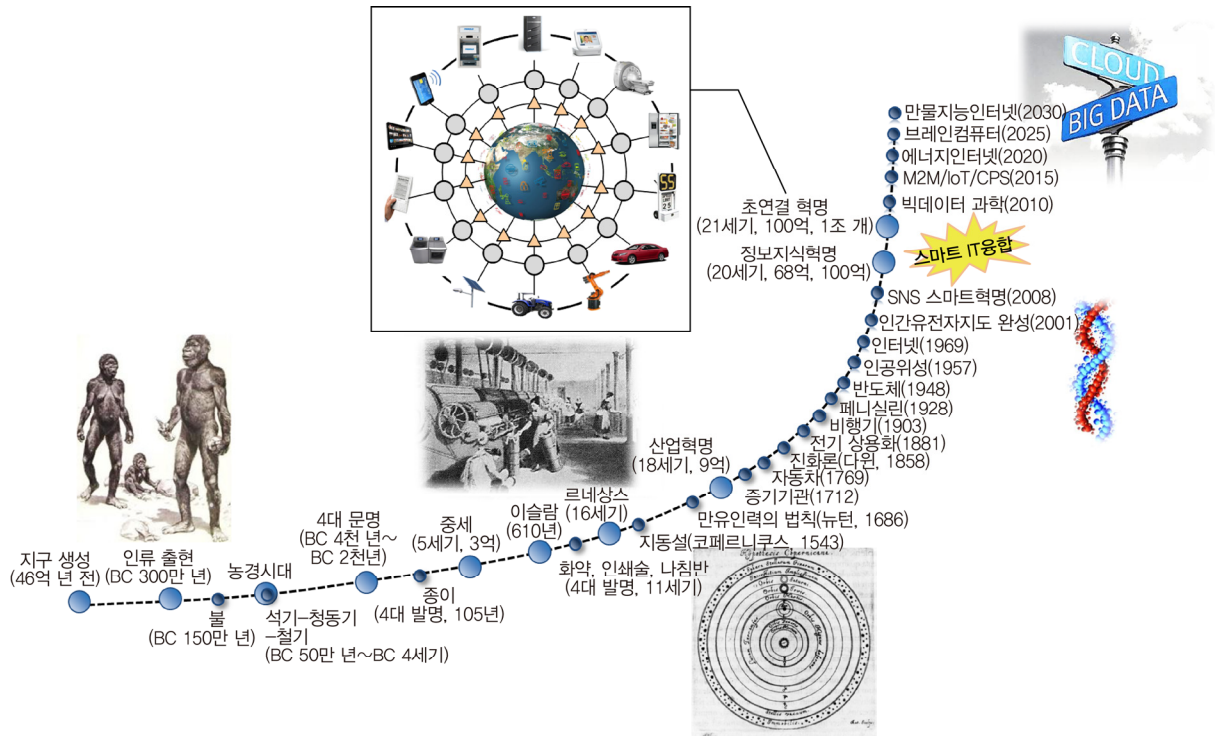 CLOUD
BIG DATA
만물지능인터넷(2030)
브레인컴퓨터(2025)
에너지인터넷(2020)
M2M/IoT/CPS(2015)
빅데이터 과학(2010)
초연결 혁명
(21세기, 100억, 1조 개)
징보지식혁명
(20세기, 68억, 100억)
스마트 IT융합
SNS 스마트혁명(2008)
인간유전자지도 완성(2001)
인터넷(1969)
인공위성(1957)
반도체(1948)
페니실린(1928)
비행기(1903)
전기 상용화(1881)
진화론(다윈, 1858)
자동차(1769)
증기기관(1712)
산업혁명
(18세기, 9억)
만유인력의 법칙(뉴턴, 1686)
르네상스
(16세기)
지동설(코페르니쿠스, 1543)
이슬람
(610년)
화약, 인쇄술, 나침반
(4대 발명, 11세기)
중세
(5세기, 3억)
종이
(4대 발명, 105년)
4대 문명
(BC 4천 년～
BC 2천년)
농경시대
석기-청동기
-철기
(BC 50만 년～BC 4세기)
불
(BC 150만 년)
인류 출현
(BC 300만 년)
지구 생성
(46억 년 전)
55
25
Hypothesis Copernicana